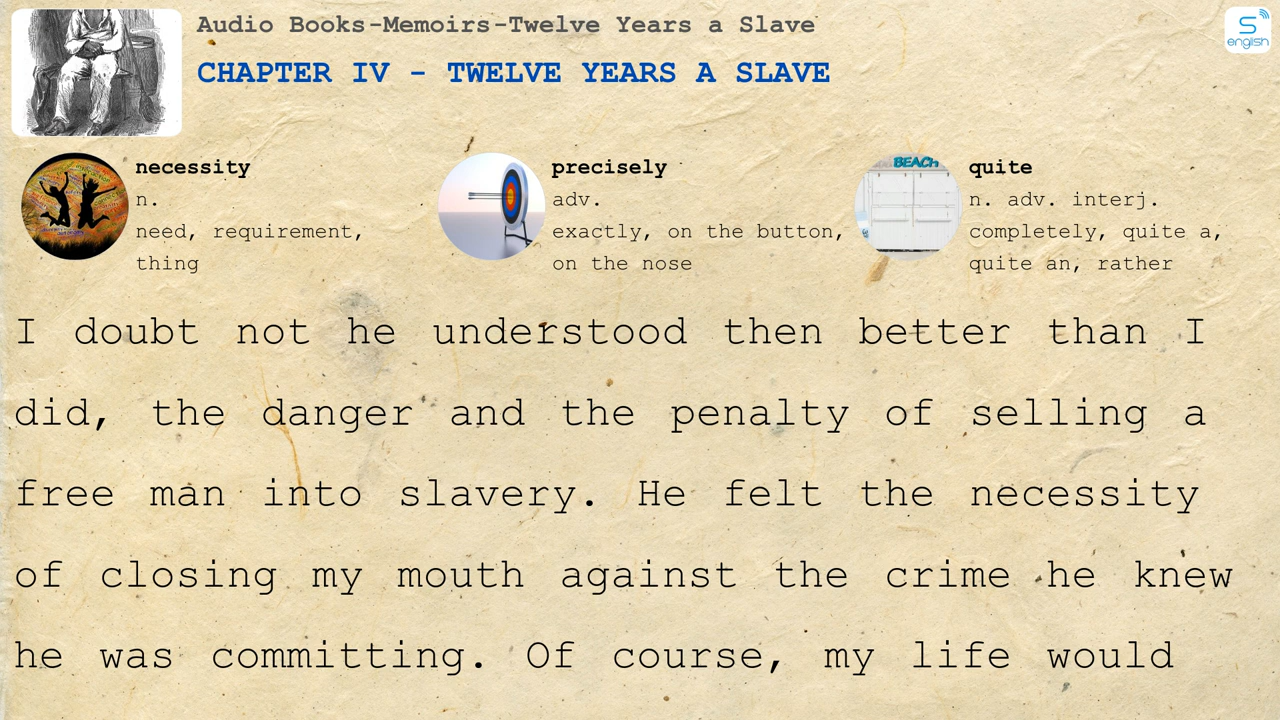 Audio Books-Memoirs-Twelve Years a Slave
CHAPTER IV - TWELVE YEARS A SLAVE
S
english
necessity
n.
need, requirement,
thing
precisely
adv.
exactly, on the button,
on the nose
BEACH
quite
n. adv. interj.
completely, quite a,
quite an, rather
I doubt not he understood then better than I
did, the danger and the penalty of selling a
free man into slavery. He felt the necessity
of closing my mouth against the crime he knew
he was committing. Of course, my life would